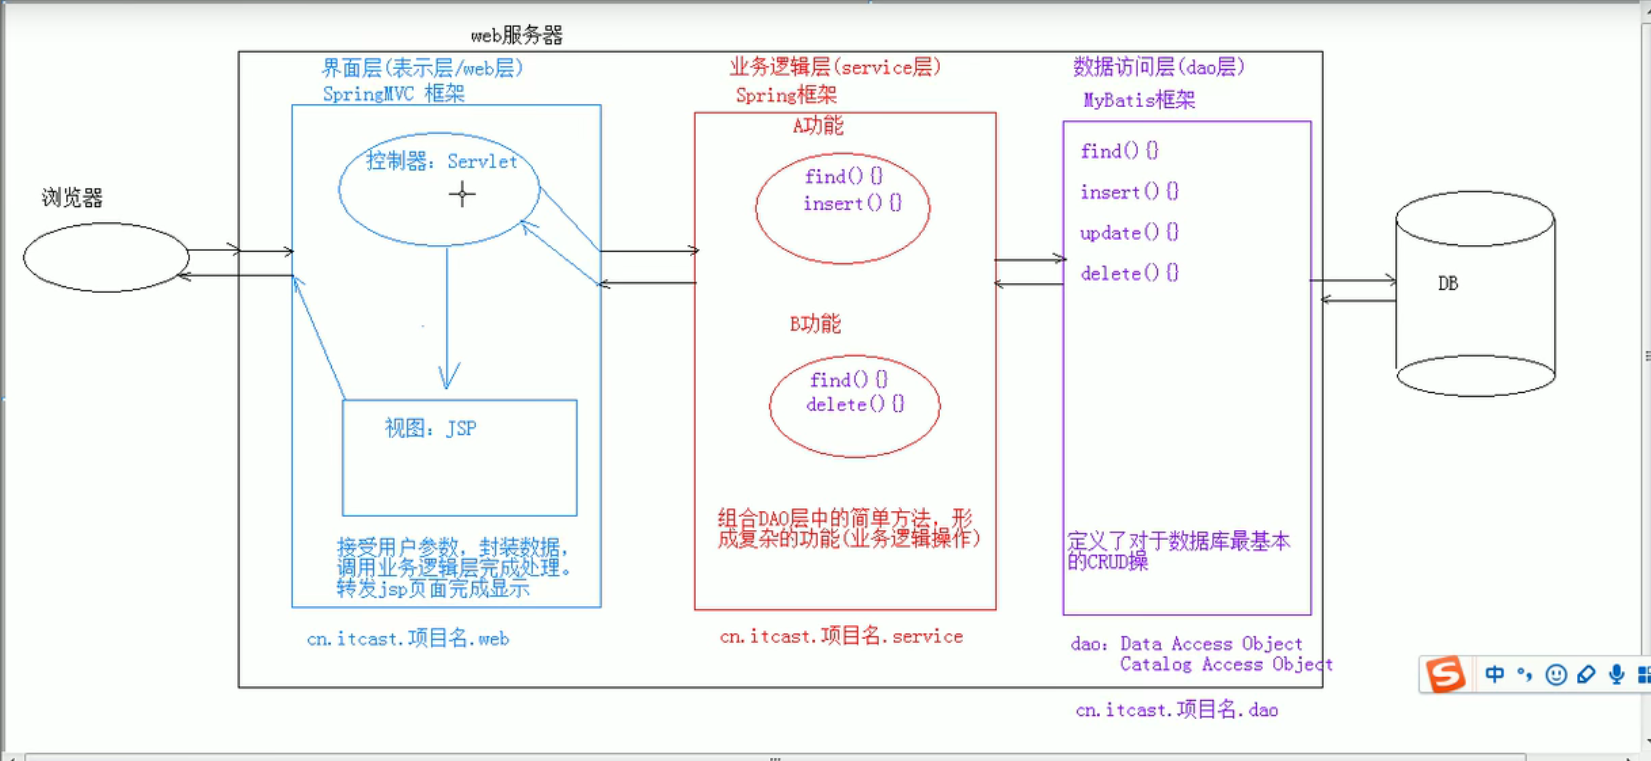 web服务器
界面层(表示层/web层)
SpringMVC 框架
业务逻辑层(service层)
Spring框架
数据访问层(dao层)
MyBatis框架
浏览器
控制器：Servlet
视图：JSP
接受用户参数，封装数据，
调用业务逻辑层完成处理。
转发jsp页面完成显示
cn.itcast.项目名.web
A功能
find(){}
insert(){}
B功能
find(){}
delete(){}
组合DAO层中的简单方法，形
成复杂的功能(业务逻辑操作)
cn.itcast.项目名.service
find(){}
insert(){}
update(){}
delete(){}
定义了对于数据库最基本
的CRUD操
dao：Data Access Object
Catalog Access Object
cn.itcast.项目名.dao
DB
S 中